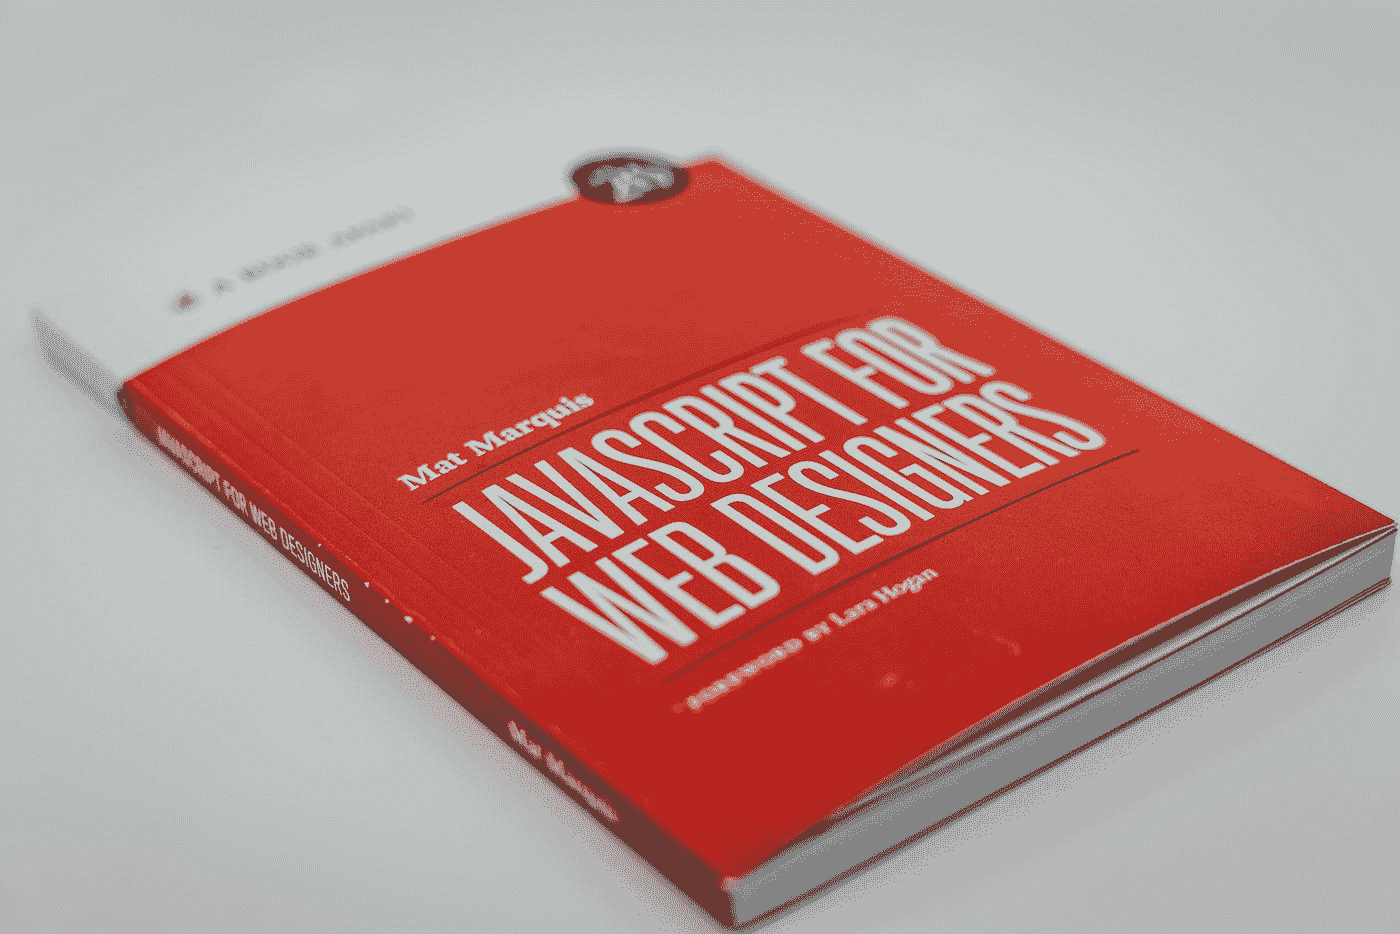 Mat Marquis
JAVASCRIPT FOR
WEB DESIGNERS
FOREWORD BY Lara Hogan
JAVASCRIPT FOR WEB DESIGNERS
Mat Marquis